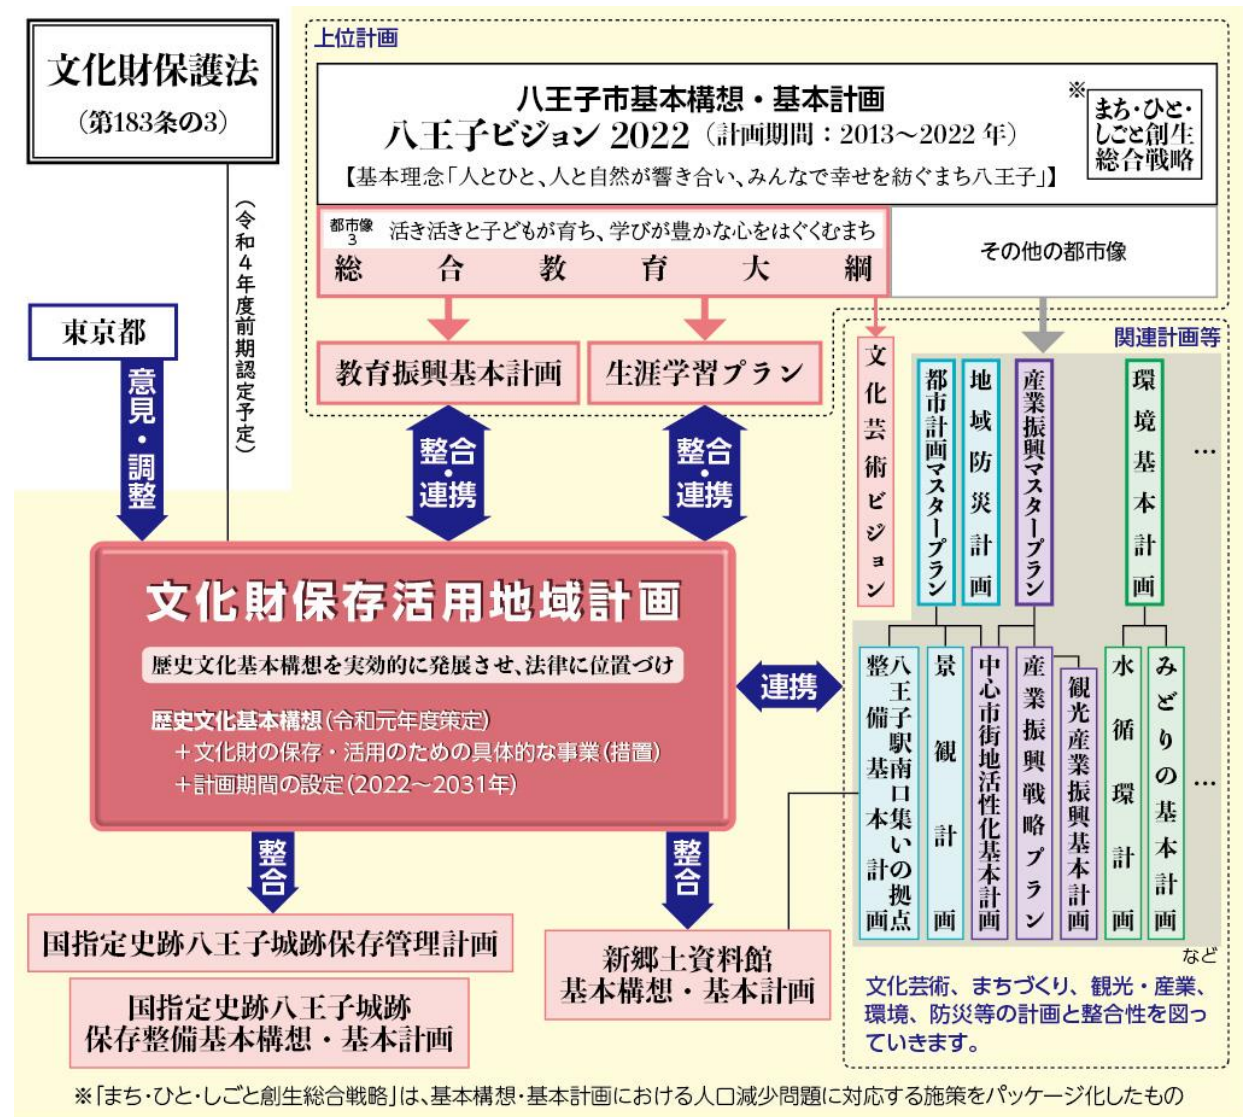 文化財保護法
（第183条の3）
（令和４年度前期認定予定）
上位計画
八王子市基本構想・基本計画
八王子ビジョン 2022（計画期間：2013～2022 年）
【基本理念「人とひと、人と自然が響き合い、みんなで幸せを紡ぐまち八王子」】
※
まち・ひと・
しごと創生
総合戦略
都市像
3
活き活きと子どもが育ち、学びが豊かな心をはぐくむまち
総合教育大綱
その他の都市像
東京都
意見・調整
教育振興基本計画
生涯学習プラン
整合・連携
整合・連携
関連計画等
文化芸術ビジョン
都市計画マスタープラン
地域防災計画
産業振興マスタープラン
環境基本計画
…
文化財保存活用地域計画
歴史文化基本構想を実効的に発展させ、法律に位置づけ
歴史文化基本構想（令和元年度策定）
＋文化財の保存・活用のための具体的な事業（措置）
＋計画期間の設定（2022～2031年）
連携
八王子駅南口集いの拠点
整備基本計画
景観計画
中心市街地活性化基本計画
産業振興戦略プラン
観光産業振興基本計画
水循環計画
みどりの基本計画
…
など
整合
整合
国指定史跡八王子城跡保存管理計画
国指定史跡八王子城跡
保存整備基本構想・基本計画
新郷土資料館
基本構想・基本計画
文化芸術、まちづくり、観光・産業、
環境、防災等の計画と整合性を図っ
ていきます。
※「まち・ひと・しごと創生総合戦略」は、基本構想・基本計画における人口減少問題に対応する施策をパッケージ化したもの